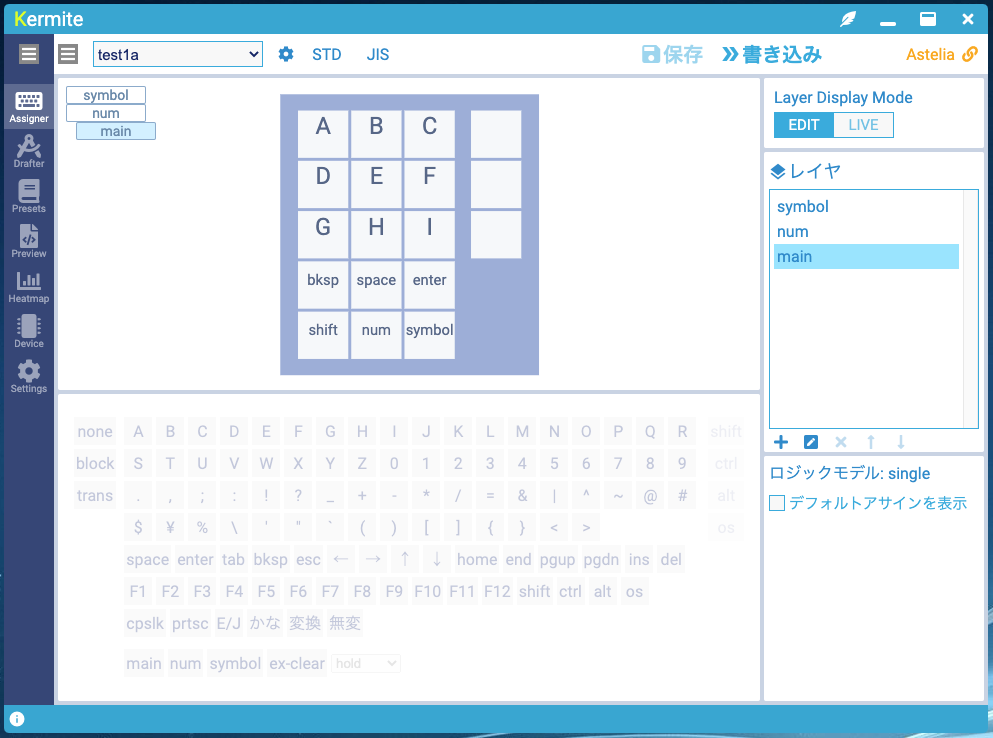 Kermite
test1a
STD
JIS
保存
書き込み
Astelia
Assigner
Drafter
Presets
Preview
Heatmap
Device
Settings
symbol
num
main
A B C
D E F
G H I
bksp space enter
shift num symbol
Layer Display Mode
EDIT LIVE
レイヤ
symbol
num
main
ロジックモデル: single
デフォルトアサインを表示
none A B C D E F G H I J K L M N O P Q R shift
block S T U V W X Y Z 0 1 2 3 4 5 6 7 8 9 ctrl
trans . , ; : ! ? _ + - * / = & | ^ ~ @ # alt
$ ¥ % \ ' " ` ( ) [ ] { } < > os
space enter tab bksp esc ← → ↑ ↓ home end pgup pgdn ins del
F1 F2 F3 F4 F5 F6 F7 F8 F9 F10 F11 F12 shift ctrl alt os
cpslk prtsc E/J かな 変換 無変
main num symbol ex-clear hold